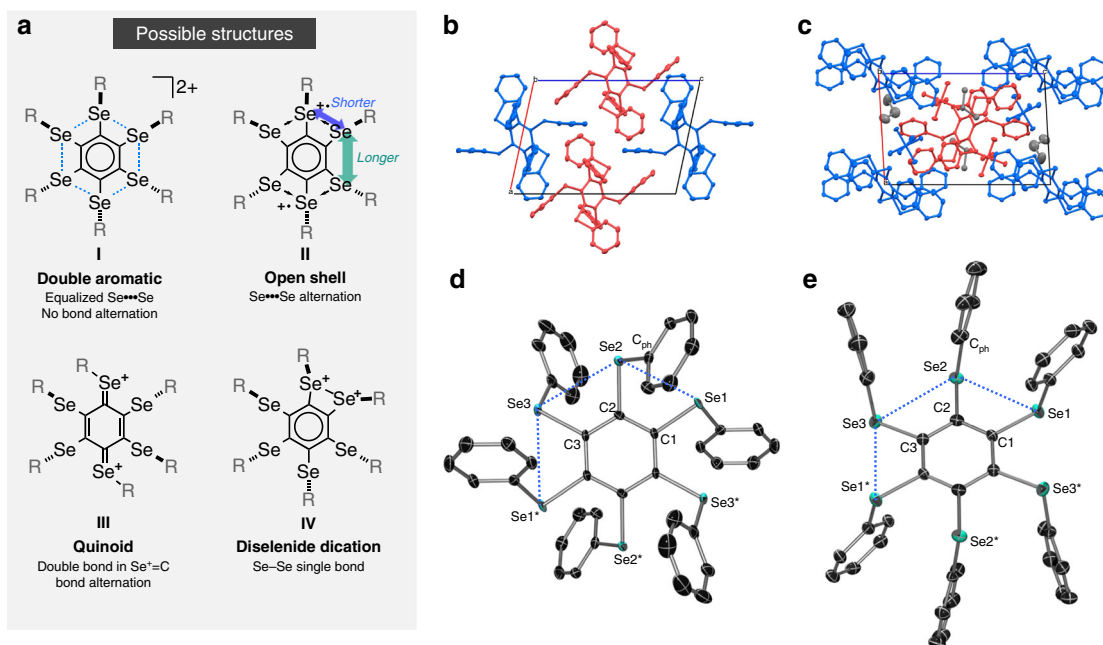 a
Possible structures
2+
R
R
R
R
R
R
Se
Se
Se
Se
Se
Se
I
Double aromatic
Equalized Se•••Se
No bond alternation
R
R
R
R
R
R
Se
Se
Se
Se
Se
Se
+•
+•
Shorter
Longer
II
Open shell
Se•••Se alternation
R
R
R
R
R
R
Se+
Se
Se
Se
Se
Se+
III
Quinoid
Double bond in Se+=C
bond alternation
R
R
R
R
R
R
Se+
Se+
Se
Se
Se
Se
IV
Diselenide dication
Se–Se single bond
b
b
c
a
c
c
d
Se2
Cph
Se3
Se1
C2
C3
C1
Se1*
Se3*
Se2*
e
Cph
Se2
Se3
Se1
C2
C3
C1
Se1*
Se3*
Se2*